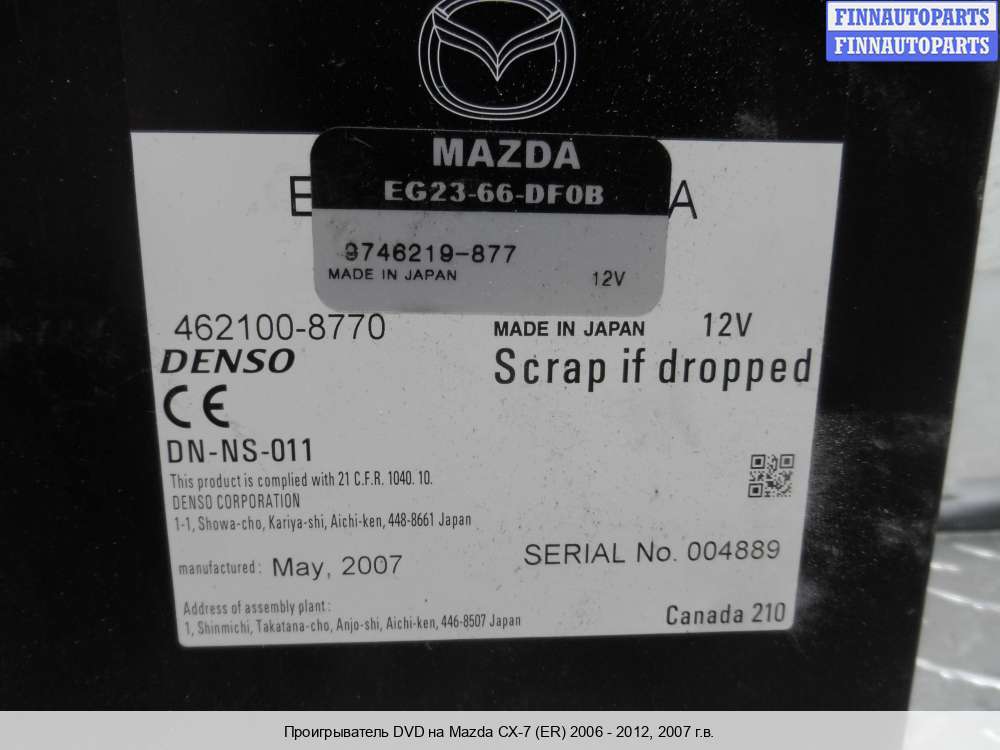 FINNAUTOPARTS
FINNAUTOPARTS
MAZDA
EG23-66-DF0B
E A
9746219-877
MADE IN JAPAN 12V
462100-8770 MADE IN JAPAN 12V
DENSO Scrap if dropped
CE
DN-NS-011
This product is complied with 21 C.F.R. 1040.10.
DENSO CORPORATION
1-1, Showa-cho, Kariya-shi, Aichi-ken, 448-8661 Japan
manufactured: May, 2007 SERIAL No. 004889
Address of assembly plant:
1, Shinmichi, Takatana-cho, Anjo-shi, Aichi-ken, 446-8507 Japan
Canada 210
Проигрыватель DVD на Mazda CX-7 (ER) 2006 - 2012, 2007 г.в.